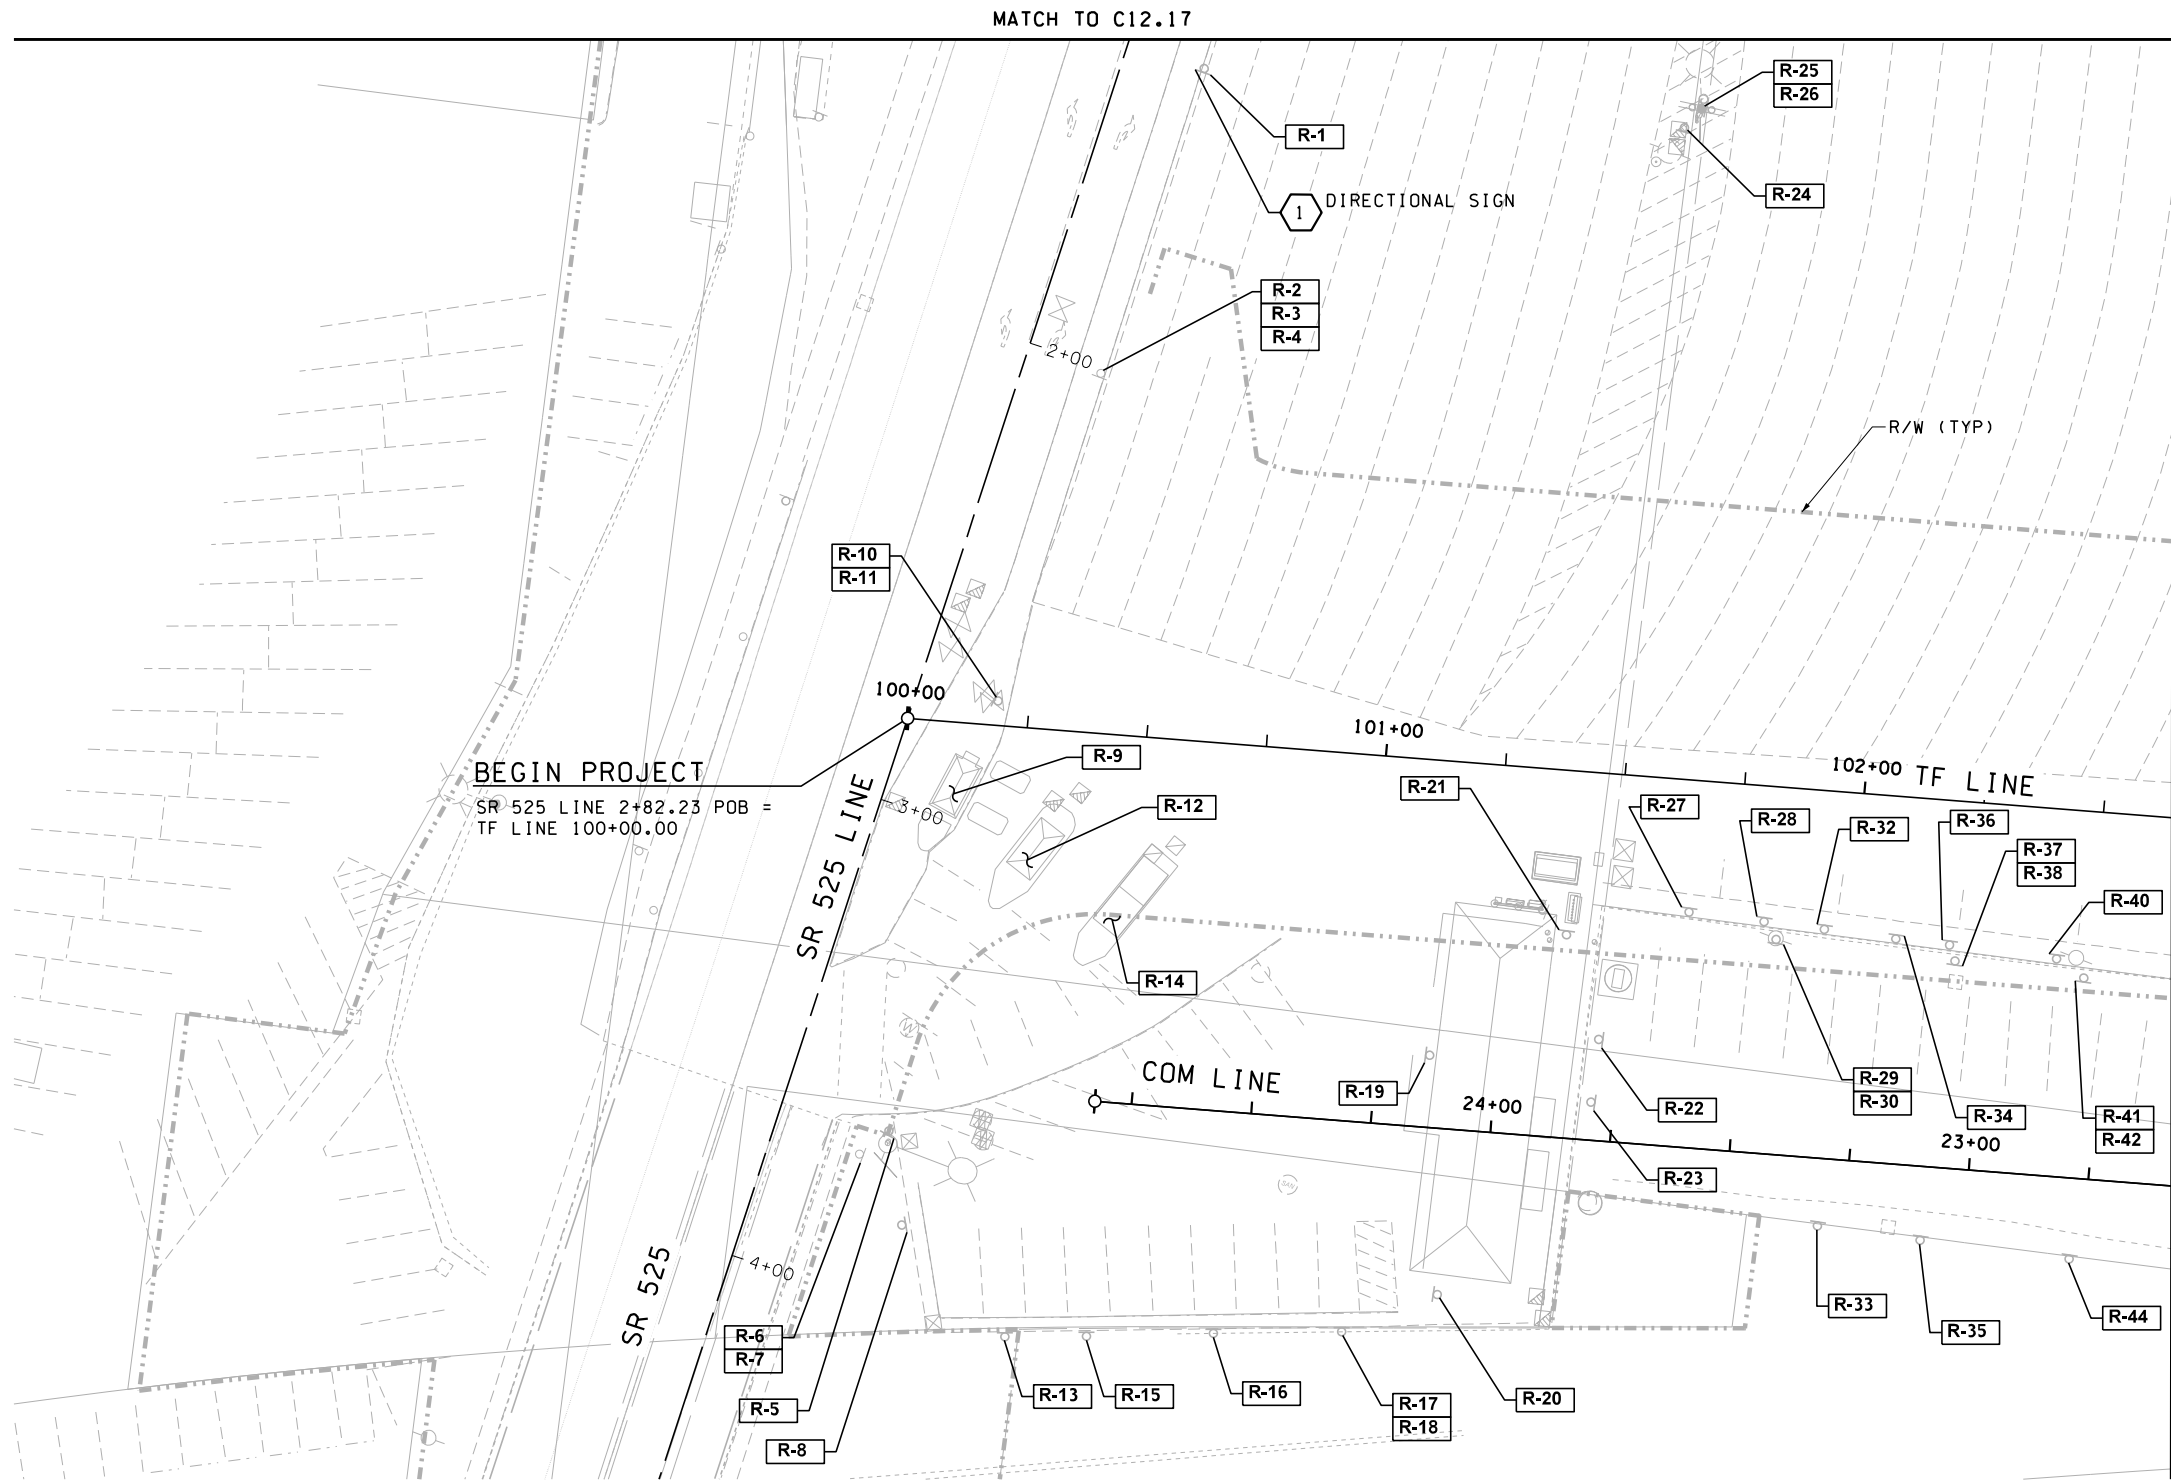 MATCH TO C12.17
R-25
R-26
R-1
R-24
1
DIRECTIONAL SIGN
R-2
R-3
R-4
2+00
R/W (TYP)
R-10
R-11
100+00
101+00
102+00
TF LINE
BEGIN PROJECT
SR 525 LINE 2+82.23 POB =
TF LINE 100+00.00
R-9
R-12
3+00
SR 525 LINE
R-21
R-27
R-28
R-32
R-36
R-37
R-38
R-40
R-14
W
COM LINE
R-19
24+00
R-22
R-29
R-30
R-34
R-41
R-42
23+00
R-23
SAN
4+00
SR 525
R-6
R-7
R-5
R-8
R-13
R-15
R-16
R-17
R-18
R-20
R-33
R-35
R-44